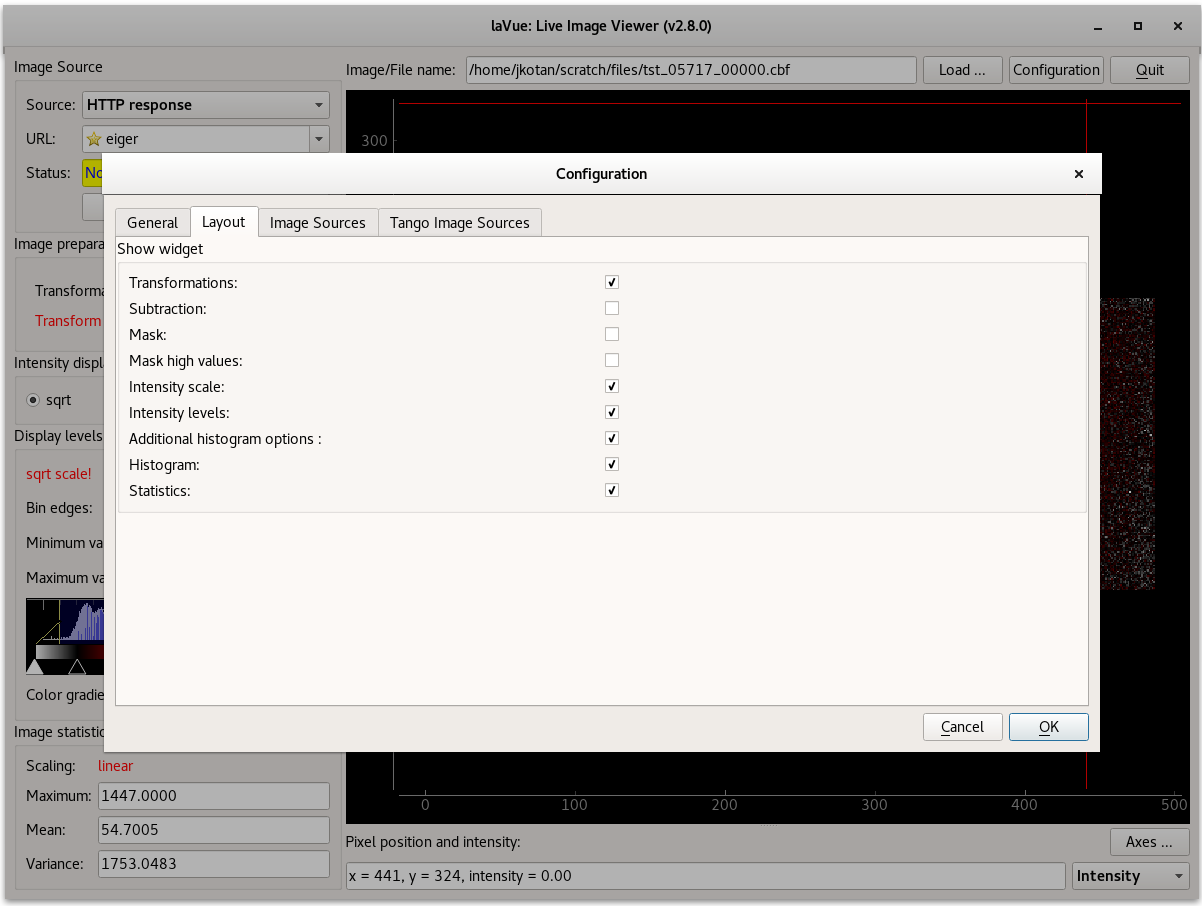 laVue: Live Image Viewer (v2.8.0)
Image Source
Image/File name: /home/jkotan/scratch/files/tst_05717_00000.cbf Load ... Configuration Quit
Source: HTTP response
URL: eiger
Status: No
300
Configuration
General Layout Image Sources Tango Image Sources
Show widget
Transformations:
Subtraction:
Mask:
Mask high values:
Intensity scale:
Intensity levels:
Additional histogram options :
Histogram:
Statistics:
Cancel OK
Image prepara
Transforma
Transform
Intensity displ
sqrt
Display levels
sqrt scale!
Bin edges:
Minimum va
Maximum va
Color gradie
Image statistic
Scaling: linear
Maximum: 1447.0000
Mean: 54.7005
Variance: 1753.0483
0 100 200 300 400 500
Pixel position and intensity: Axes ...
x = 441, y = 324, intensity = 0.00 Intensity